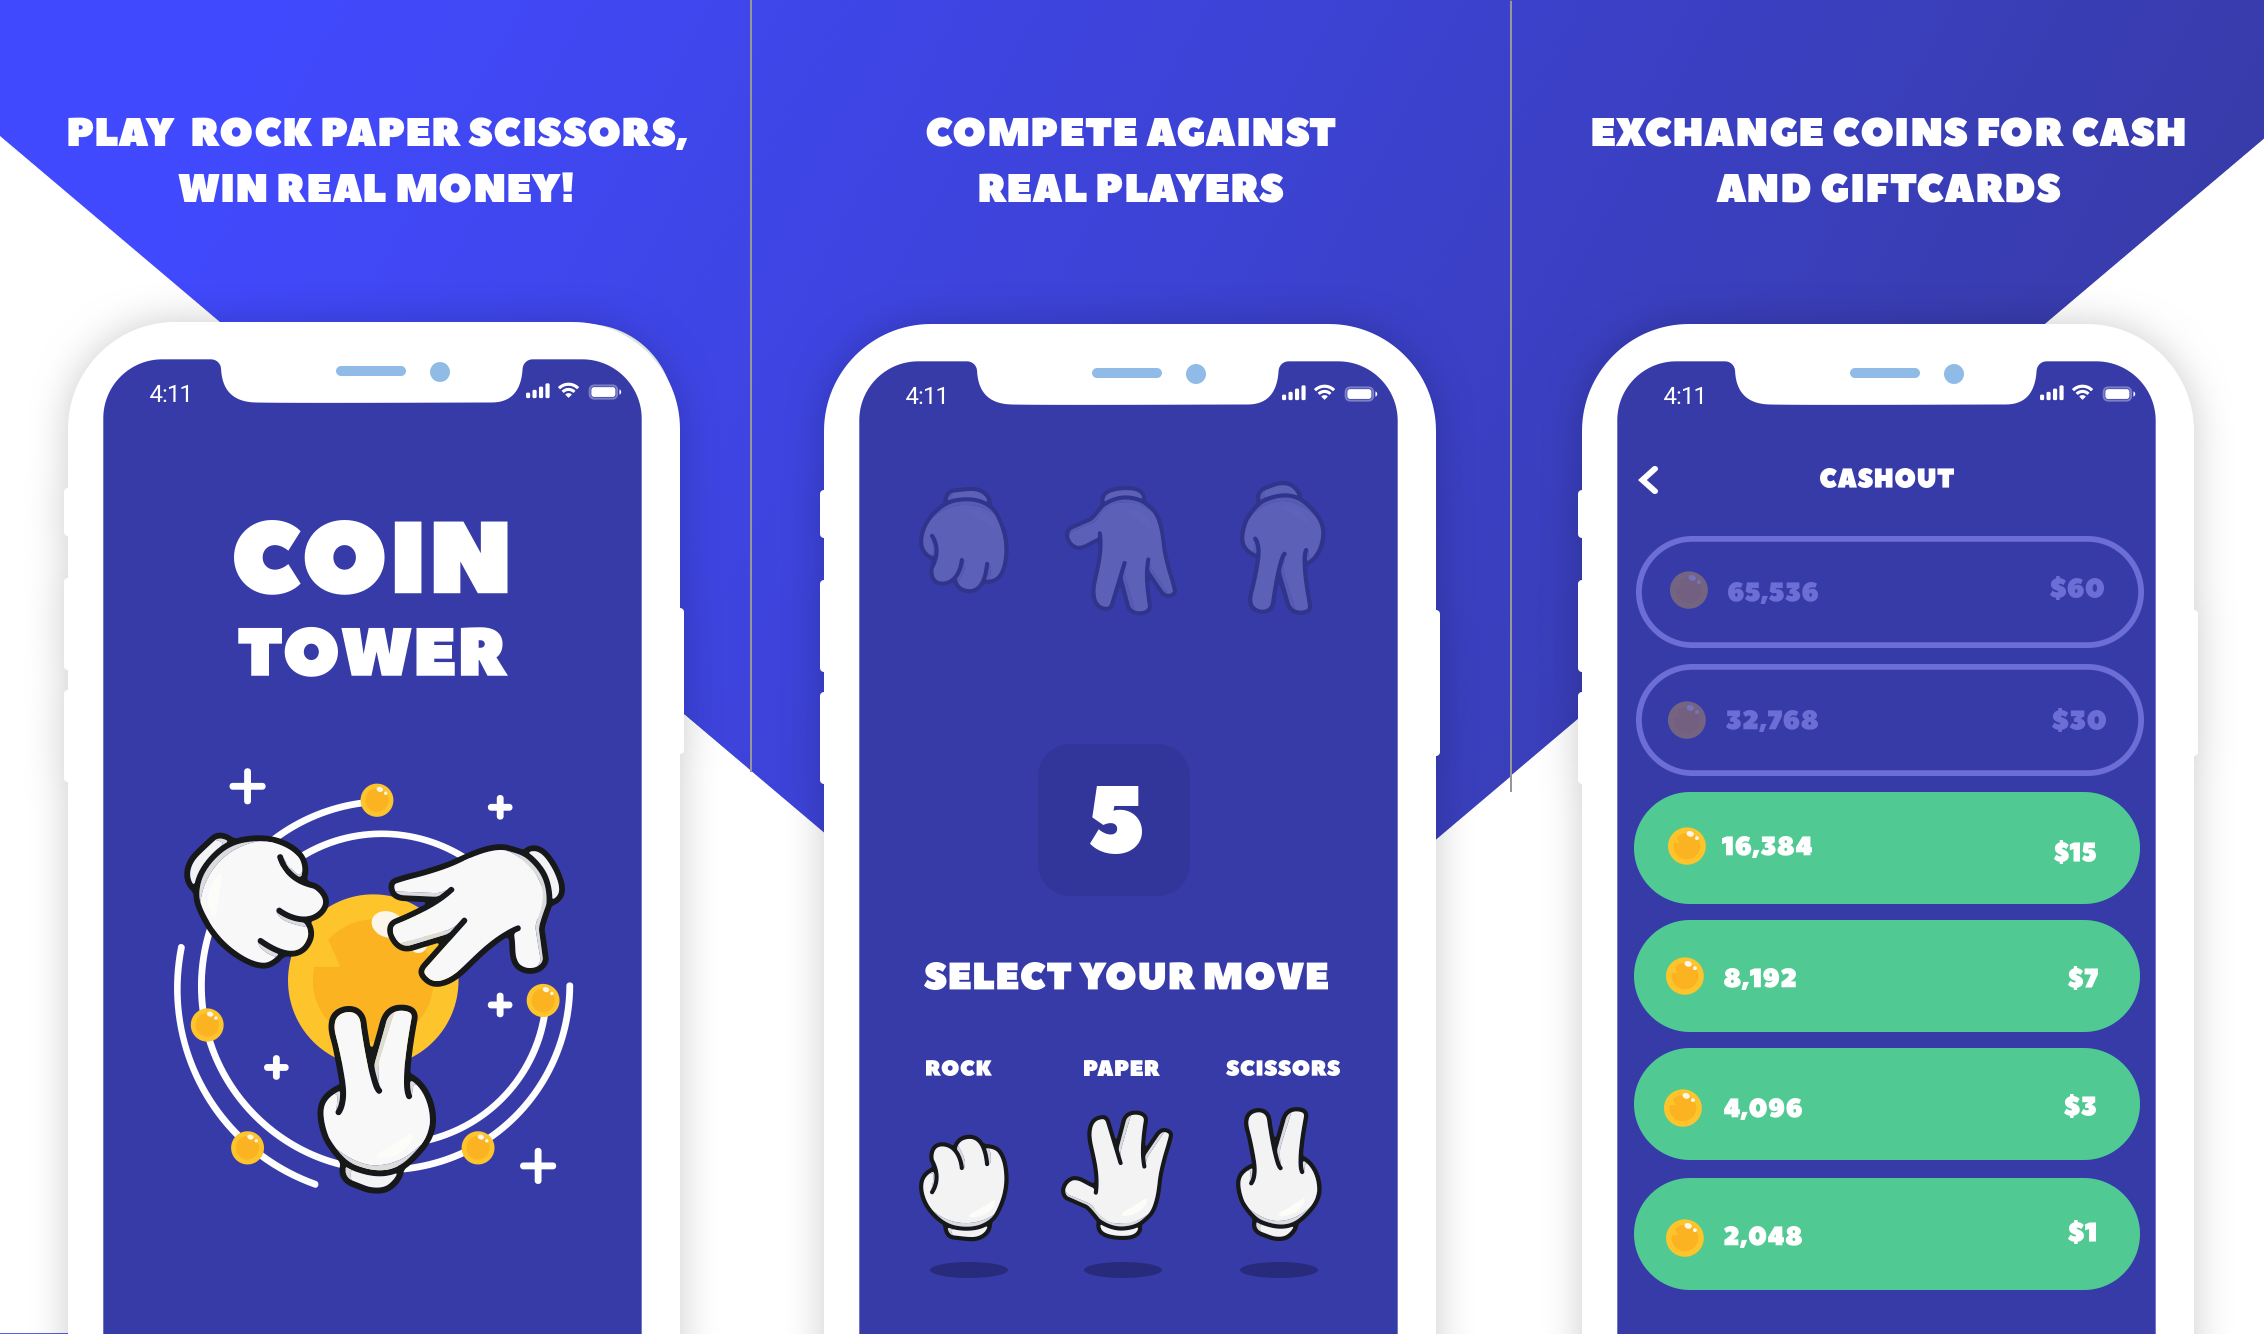 PLAY ROCK PAPER SCISSORS,
WIN REAL MONEY!
4:11
COIN
TOWER
COMPETE AGAINST
REAL PLAYERS
4:11
5
SELECT YOUR MOVE
ROCK PAPER SCISSORS
EXCHANGE COINS FOR CASH
AND GIFTCARDS
4:11
CASHOUT
65,536 $60
32,768 $30
16,384 $15
8,192 $7
4,096 $3
2,048 $1